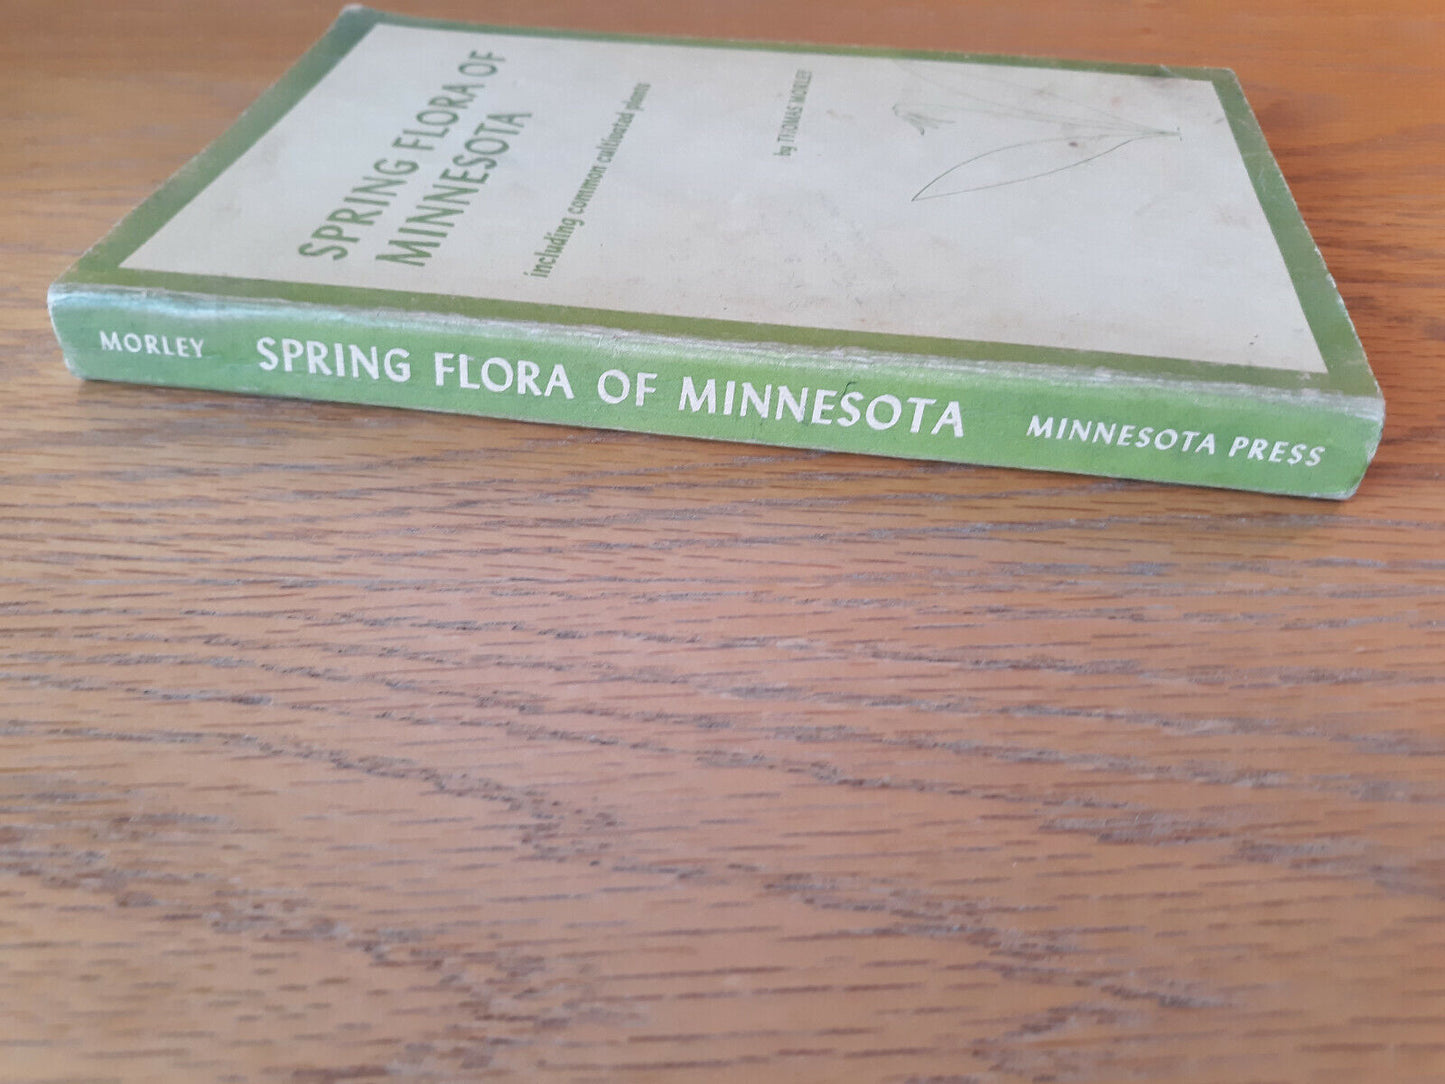 SPRING FLORA OF
MINNESOTA
including common cultivated plants
by THOMAS MORLEY
MORLEY SPRING FLORA OF MINNESOTA MINNESOTA PRESS